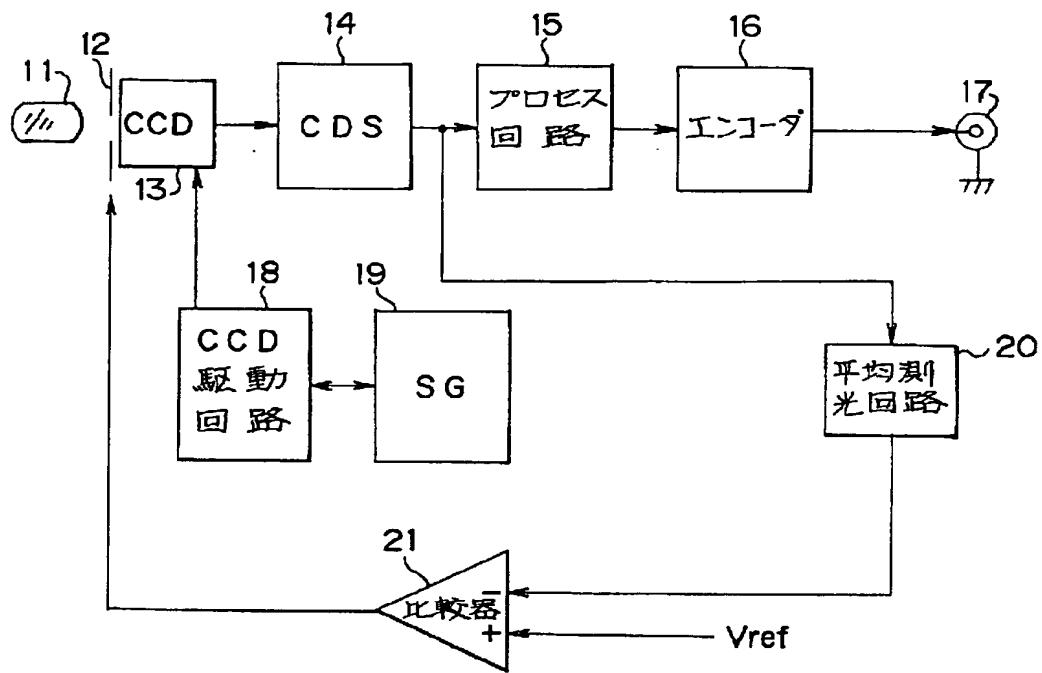 11
12
CCD
13
14
CDS
15
プロセス
回路
16
エンコーダ
17
18
CCD
駆動
回路
19
SG
20
平均測
光回路
21
比較器
−
+
Vref